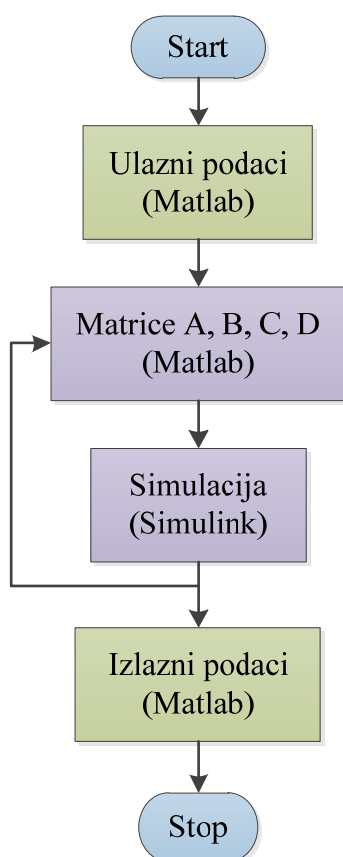 Start
Ulazni podaci
(Matlab)
Matrice A, B, C, D
(Matlab)
Simulacija
(Simulink)
Izlazni podaci
(Matlab)
Stop